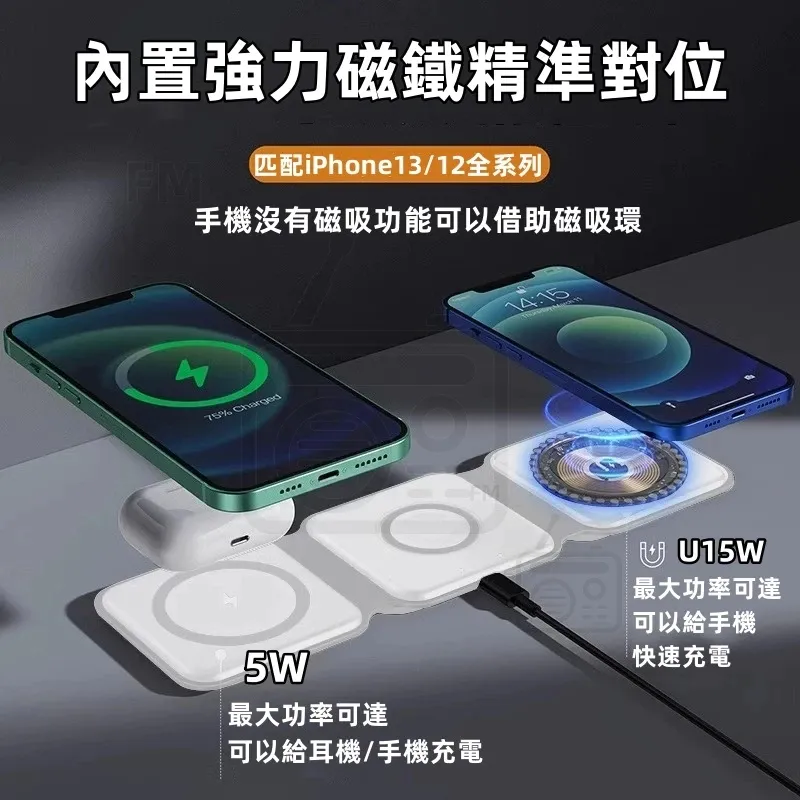 內置強力磁鐵精準對位
匹配iPhone13/12全系列
手機沒有磁吸功能可以借助磁吸環
FM
14:15
75% Charged
FM
U15W
最大功率可達
可以給手機
快速充電
5W
最大功率可達
可以給耳機/手機充電